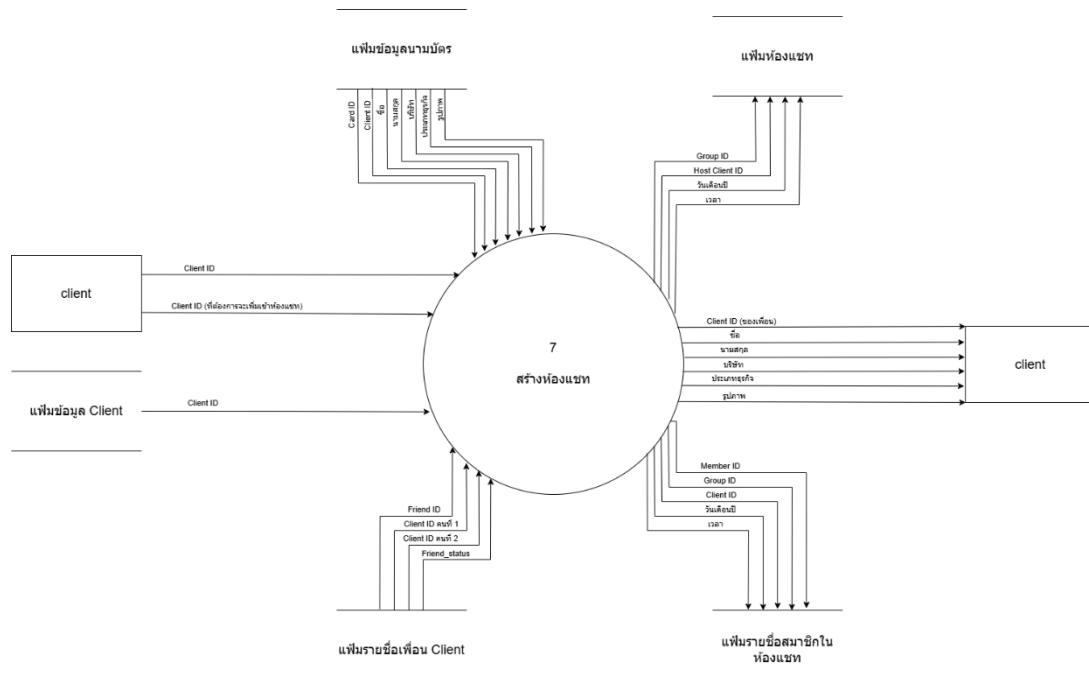 แฟ้มข้อมูลนามบัตร
แฟ้มห้องแชท
Card ID
Client ID
ชื่อ
นามสกุล
บริษัท
ประเภทธุรกิจ
รูปภาพ
Group ID
Host Client ID
วันเดือนปี
เวลา
client
Client ID
Client ID (ที่ต้องการจะเพิ่มเข้าห้องแชท)
แฟ้มข้อมูล Client
Client ID
7
สร้างห้องแชท
Client ID (ของเพื่อน)
ชื่อ
นามสกุล
บริษัท
ประเภทธุรกิจ
รูปภาพ
client
Friend ID
Client ID คนที่ 1
Client ID คนที่ 2
Friend_status
แฟ้มรายชื่อเพื่อน Client
Member ID
Group ID
Client ID
วันเดือนปี
เวลา
แฟ้มรายชื่อสมาชิกใน
ห้องแชท